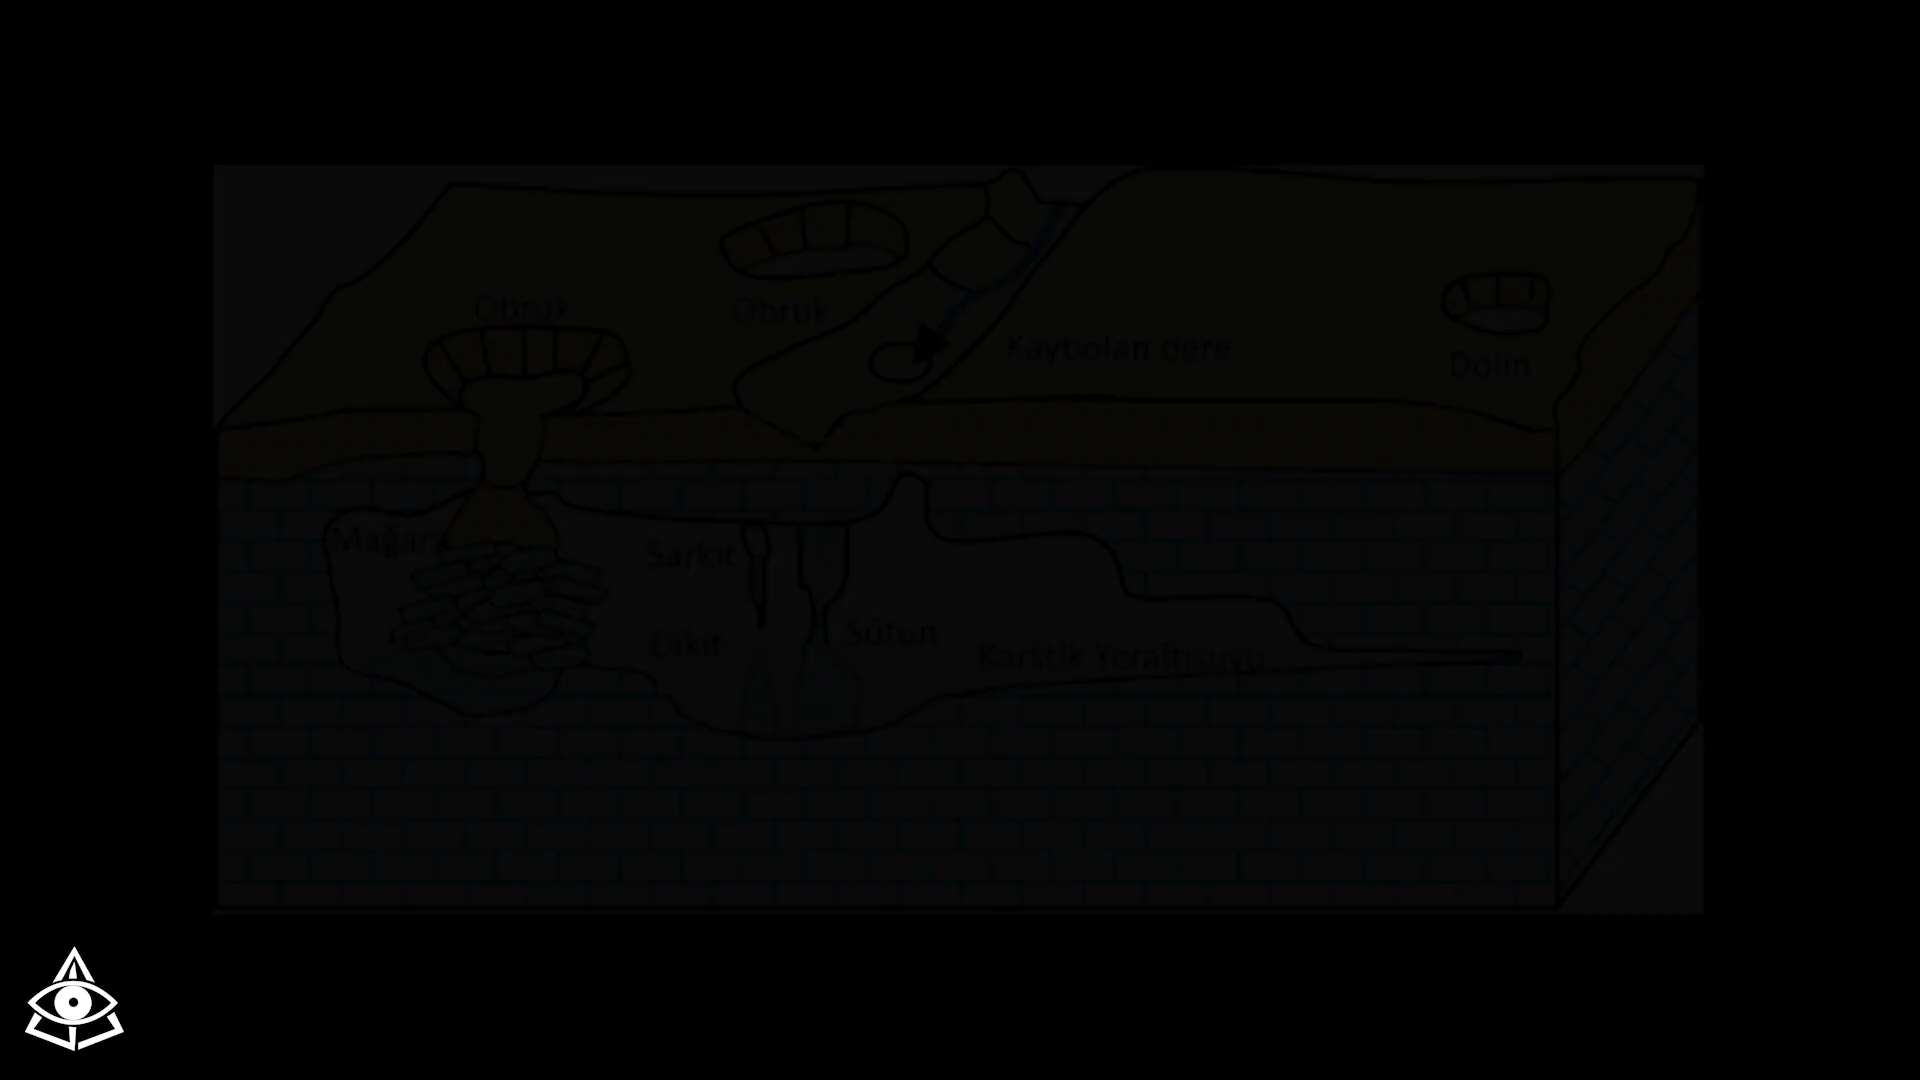 Obruk
Obruk
Kaybolan dere
Dolin
Mağara
Sarkıt
Dikit
Sütun
Karstik Yeraltısuyu